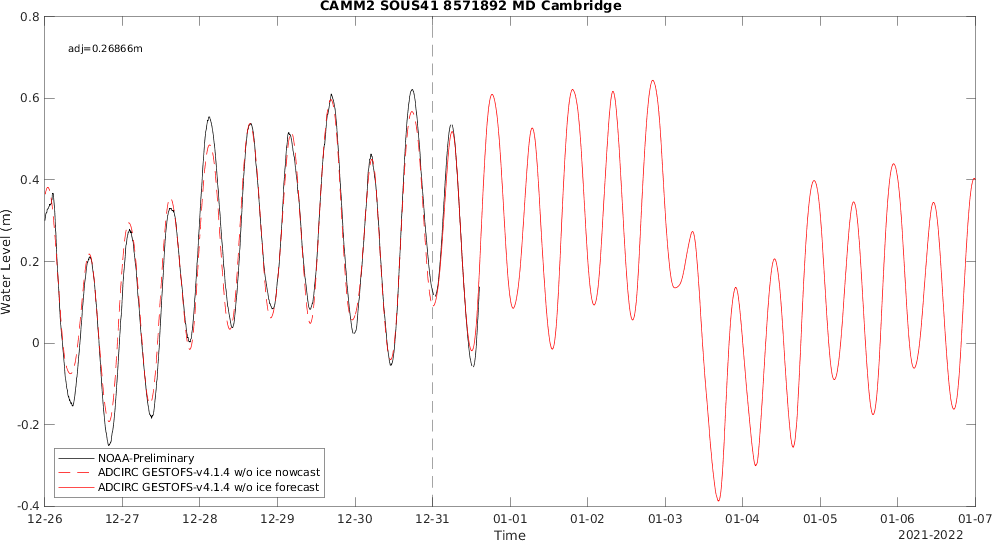 CAMM2 SOUS41 8571892 MD Cambridge
adj=0.26866m
0.8
0.6
0.4
0.2
0
-0.2
-0.4
Water Level (m)
NOAA-Preliminary
ADCIRC GESTOFS-v4.1.4 w/o ice nowcast
ADCIRC GESTOFS-v4.1.4 w/o ice forecast
12-26 12-27 12-28 12-29 12-30 12-31 01-01 01-02 01-03 01-04 01-05 01-06 01-07
Time
2021-2022